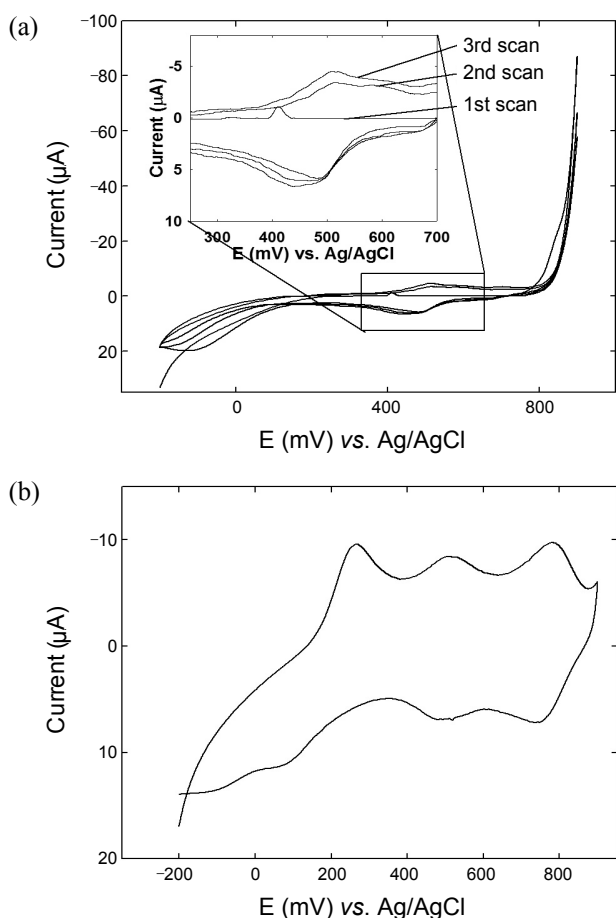 (a)
−100
−80
−60
−40
−20
0
20
Current (µA)
0 400 800
E (mV) vs. Ag/AgCl
-5
0
5
10
Current (µA)
300 400 500 600 700
E (mV) vs. Ag/AgCl
3rd scan
2nd scan
1st scan
(b)
−10
0
10
20
Current (µA)
−200 0 200 400 600 800
E (mV) vs. Ag/AgCl